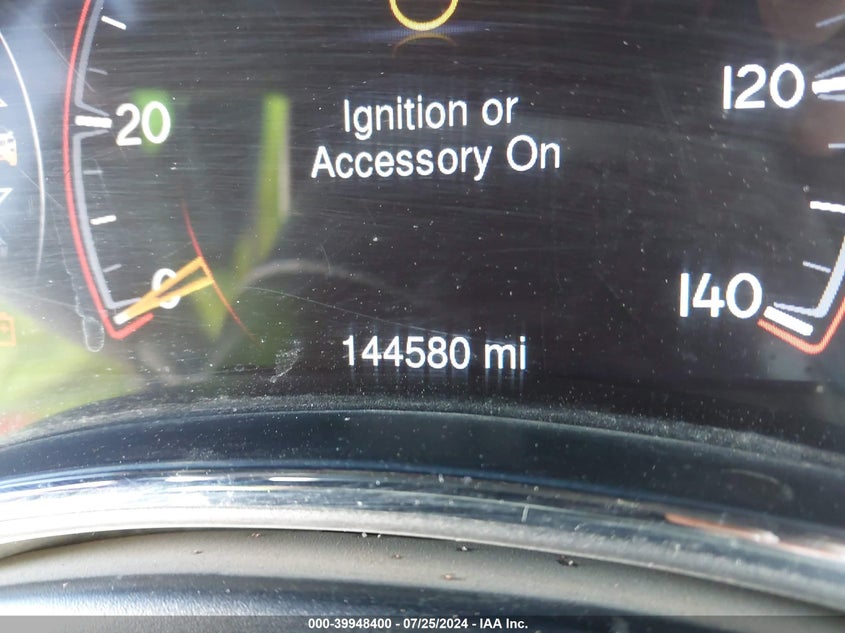 20
Ignition or
Accessory On
120
0
140
144580 mi
000-39948400 - 07/25/2024 - IAA Inc.